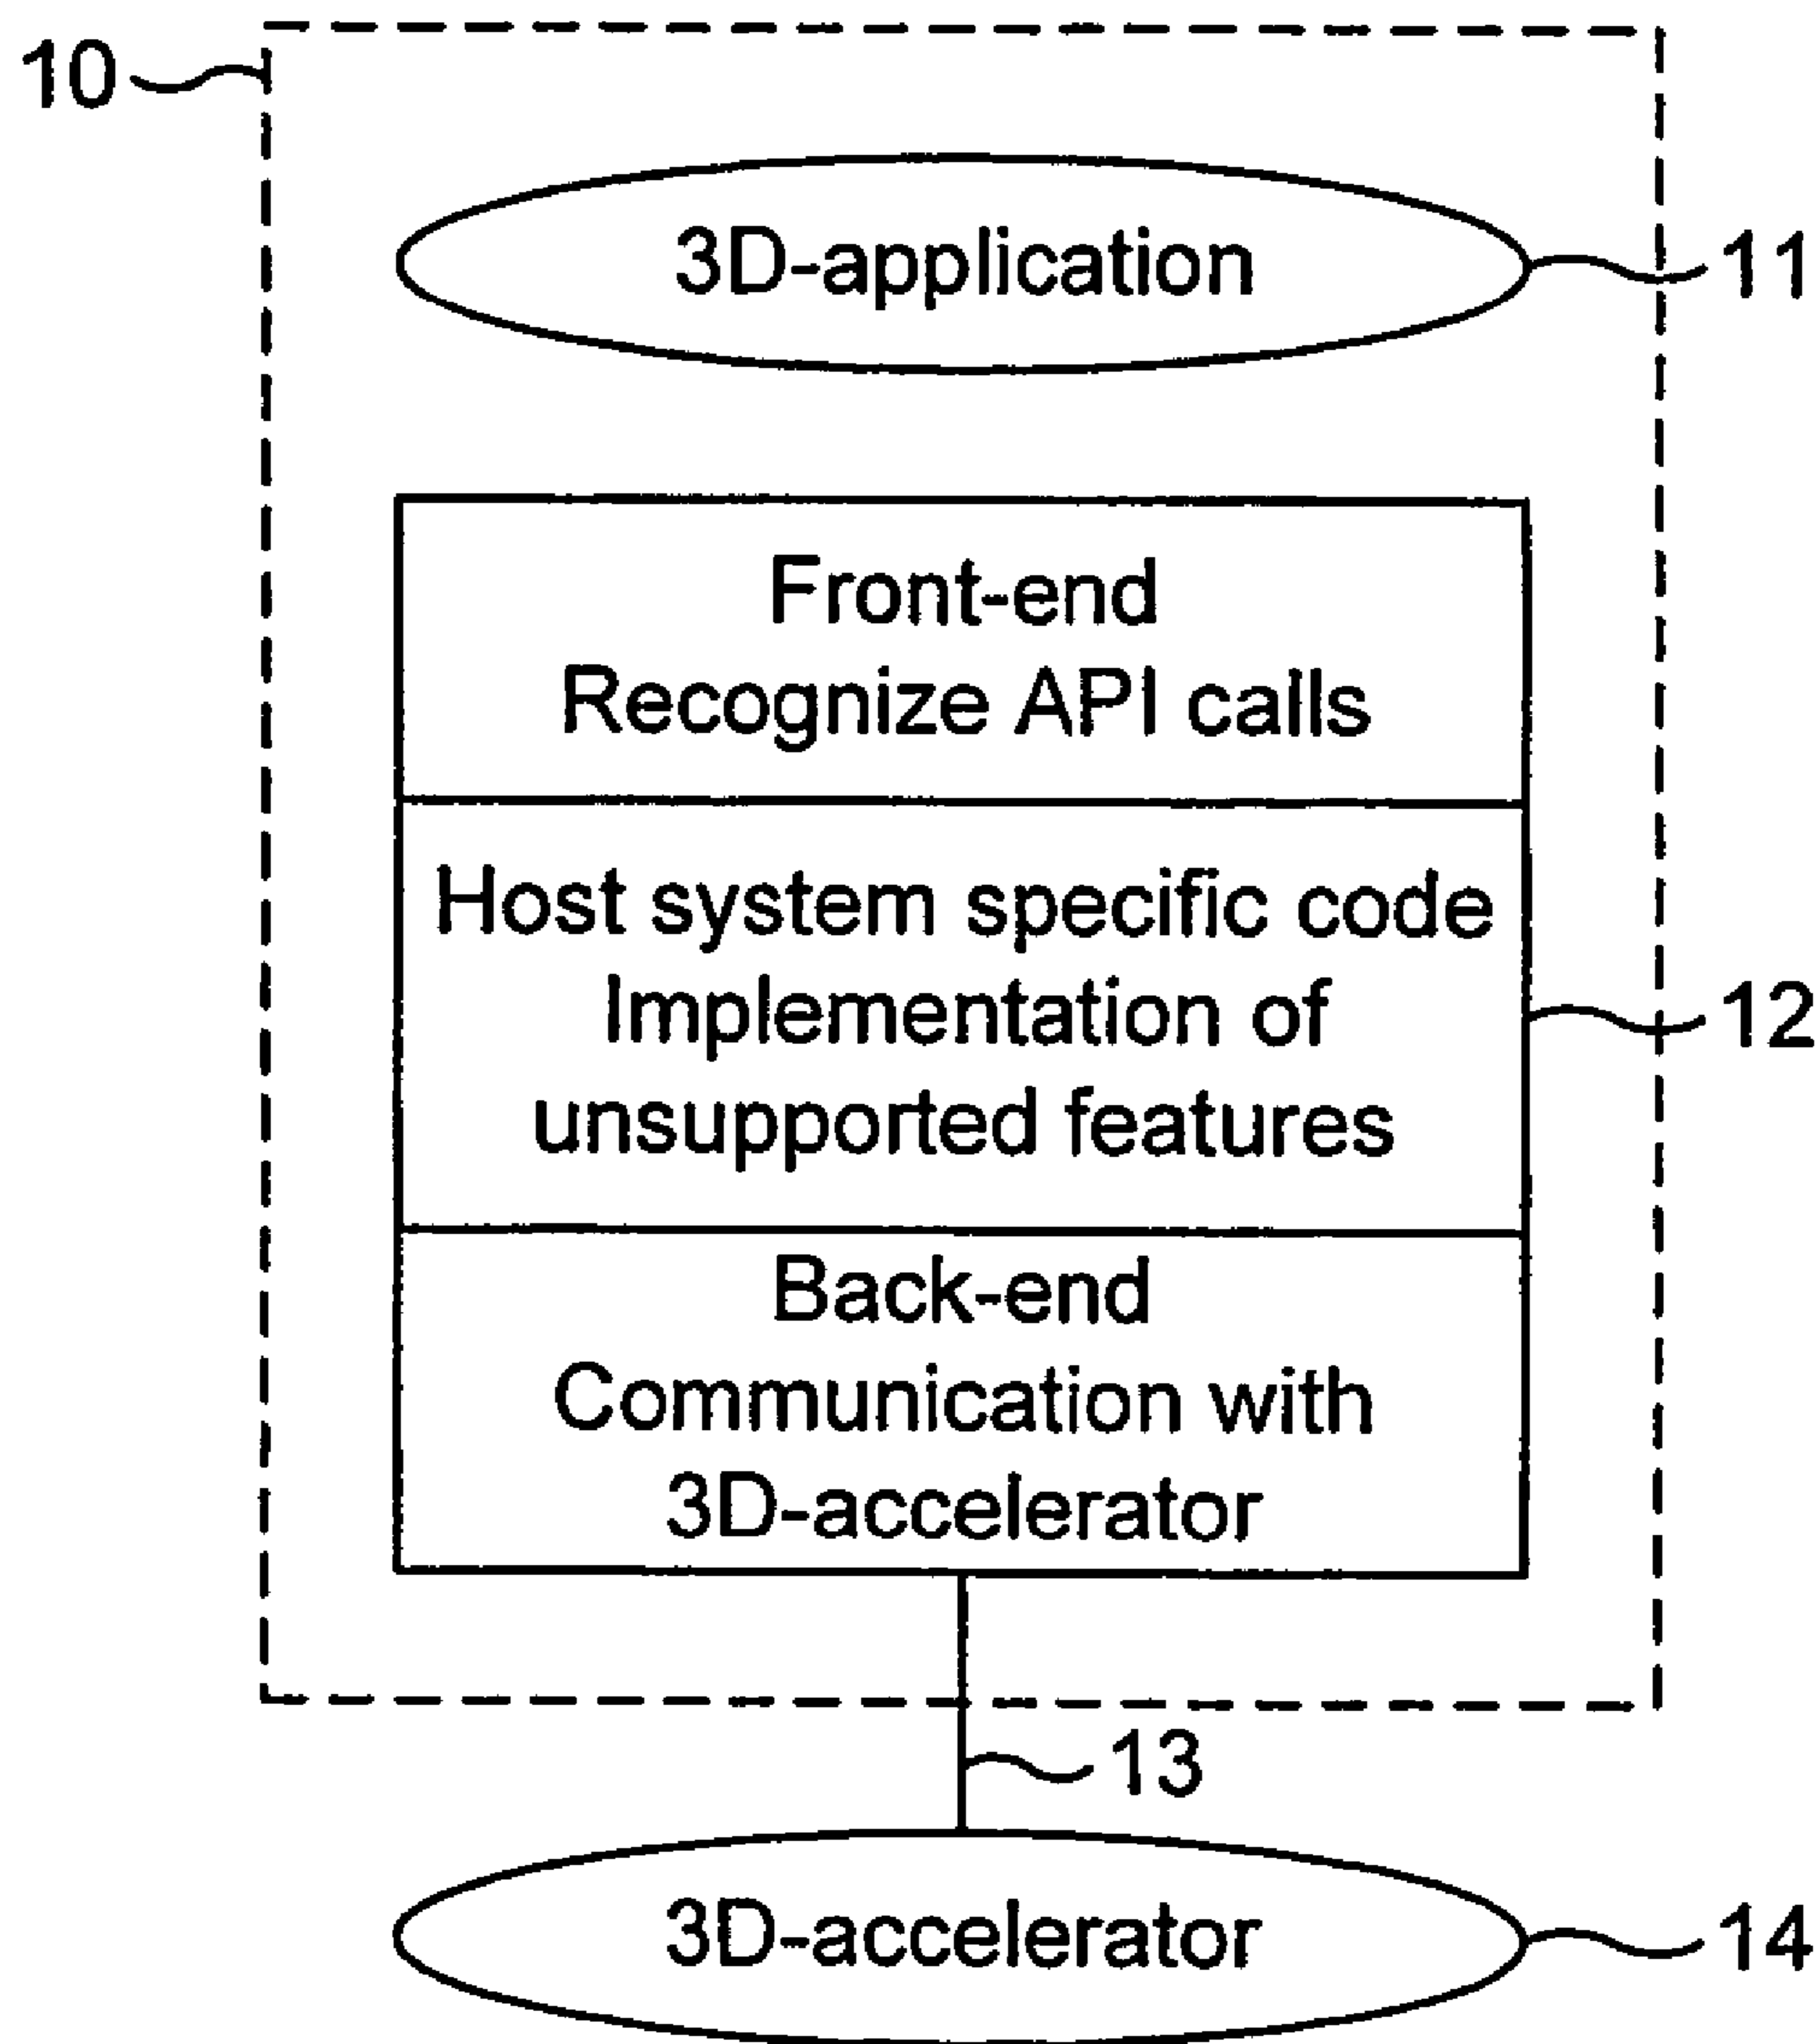 10
3D-application
11
Front-end
Recognize API calls
Host system specific code
Implementation of
unsupported features
12
Back-end
Communication with
3D-accelerator
13
3D-accelerator
14